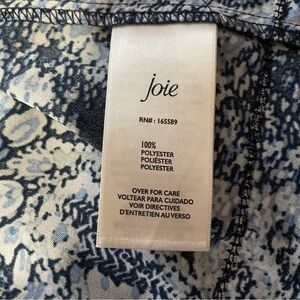 joie
RN# : 165589
100%
POLYESTER
POLIÉSTER
POLYESTER
OVER FOR CARE
VOLTEAR PARA CUIDADO
VOIR DIRECTIVES
D'ENTRETIEN AU VERSO